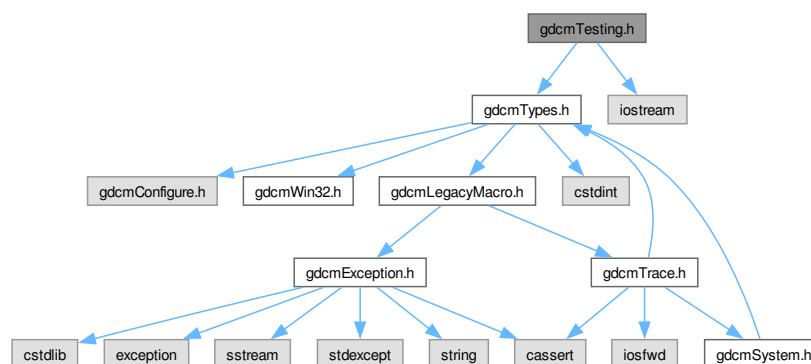 gdcmTesting.h
gdcmTypes.h
iostream
gdcmConfigure.h
gdcmWin32.h
gdcmLegacyMacro.h
cstdint
gdcmException.h
gdcmTrace.h
cstdlib
exception
sstream
stdexcept
string
cassert
iosfwd
gdcmSystem.h